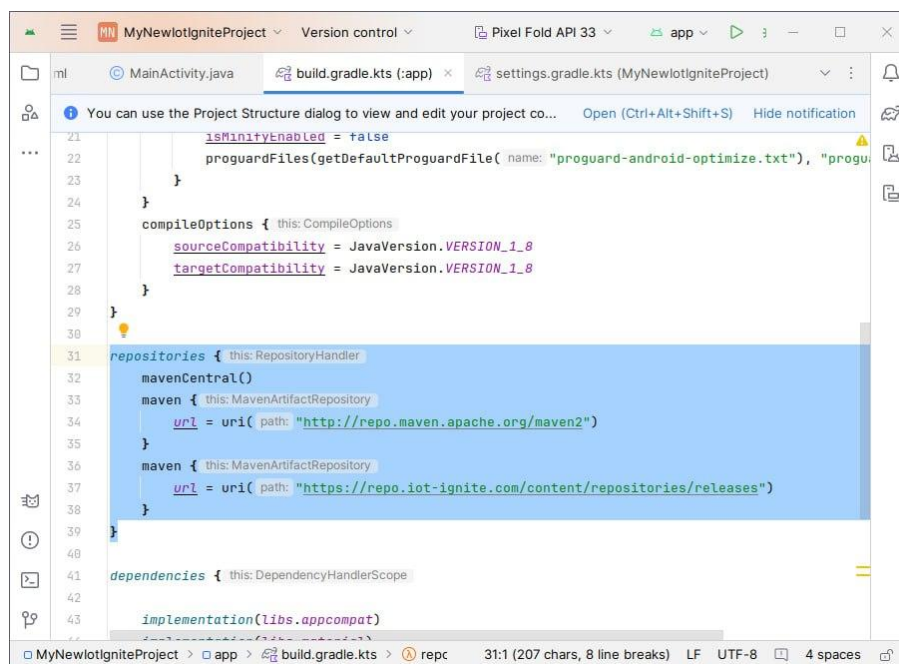 MN MyNewIotIgniteProject Version control Pixel Fold API 33 app
ml MainActivity.java build.gradle.kts (:app) settings.gradle.kts (MyNewIotIgniteProject)
You can use the Project Structure dialog to view and edit your project co... Open (Ctrl+Alt+Shift+S) Hide notification
21 isMinifyEnabled = false
22 proguardFiles(getDefaultProguardFile( name: "proguard-android-optimize.txt"), "progu
23 }
24 }
25 compileOptions { this: CompileOptions
26 sourceCompatibility = JavaVersion.VERSION_1_8
27 targetCompatibility = JavaVersion.VERSION_1_8
28 }
29 }
30
31 repositories { this: RepositoryHandler
32 mavenCentral()
33 maven { this: MavenArtifactRepository
34 url = uri( path: "http://repo.maven.apache.org/maven2")
35 }
36 maven { this: MavenArtifactRepository
37 url = uri( path: "https://repo.iot-ignite.com/content/repositories/releases")
38 }
39 }
40
41 dependencies { this: DependencyHandlerScope
42
43 implementation(libs.appcompat)
MyNewIotIgniteProject > app > build.gradle.kts > repc 31:1 (207 chars, 8 line breaks) LF UTF-8 4 spaces